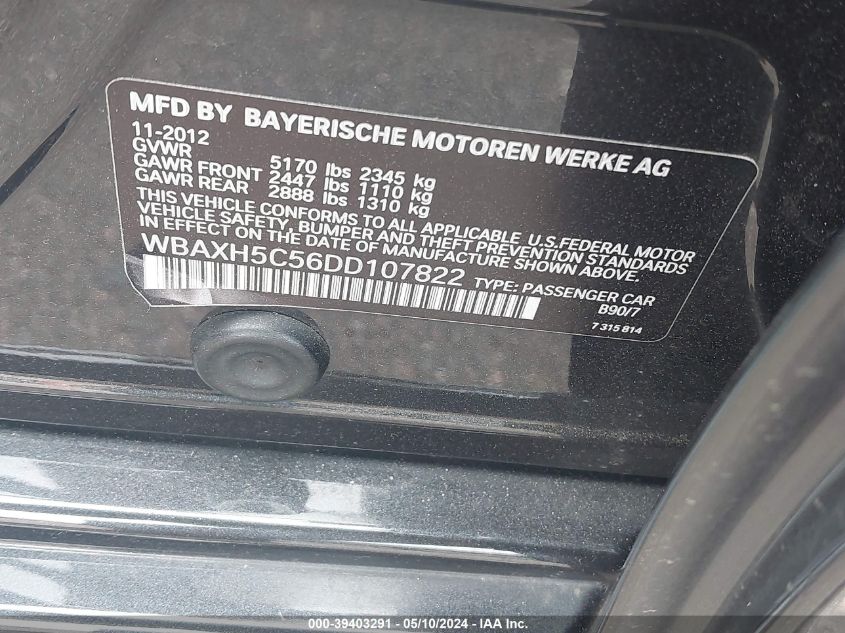 MFD BY BAYERISCHE MOTOREN WERKE AG
11-2012
GVWR 5170 lbs 2345 kg
GAWR FRONT 2447 lbs 1110 kg
GAWR REAR 2888 lbs 1310 kg
THIS VEHICLE CONFORMS TO ALL APPLICABLE U.S.FEDERAL MOTOR
VEHICLE SAFETY, BUMPER AND THEFT PREVENTION STANDARDS
IN EFFECT ON THE DATE OF MANUFACTURE SHOWN ABOVE.
WBAXH5C56DD107822 TYPE: PASSENGER CAR
B90/7
7 315 814
000-39403291 - 05/10/2024 - IAA Inc.